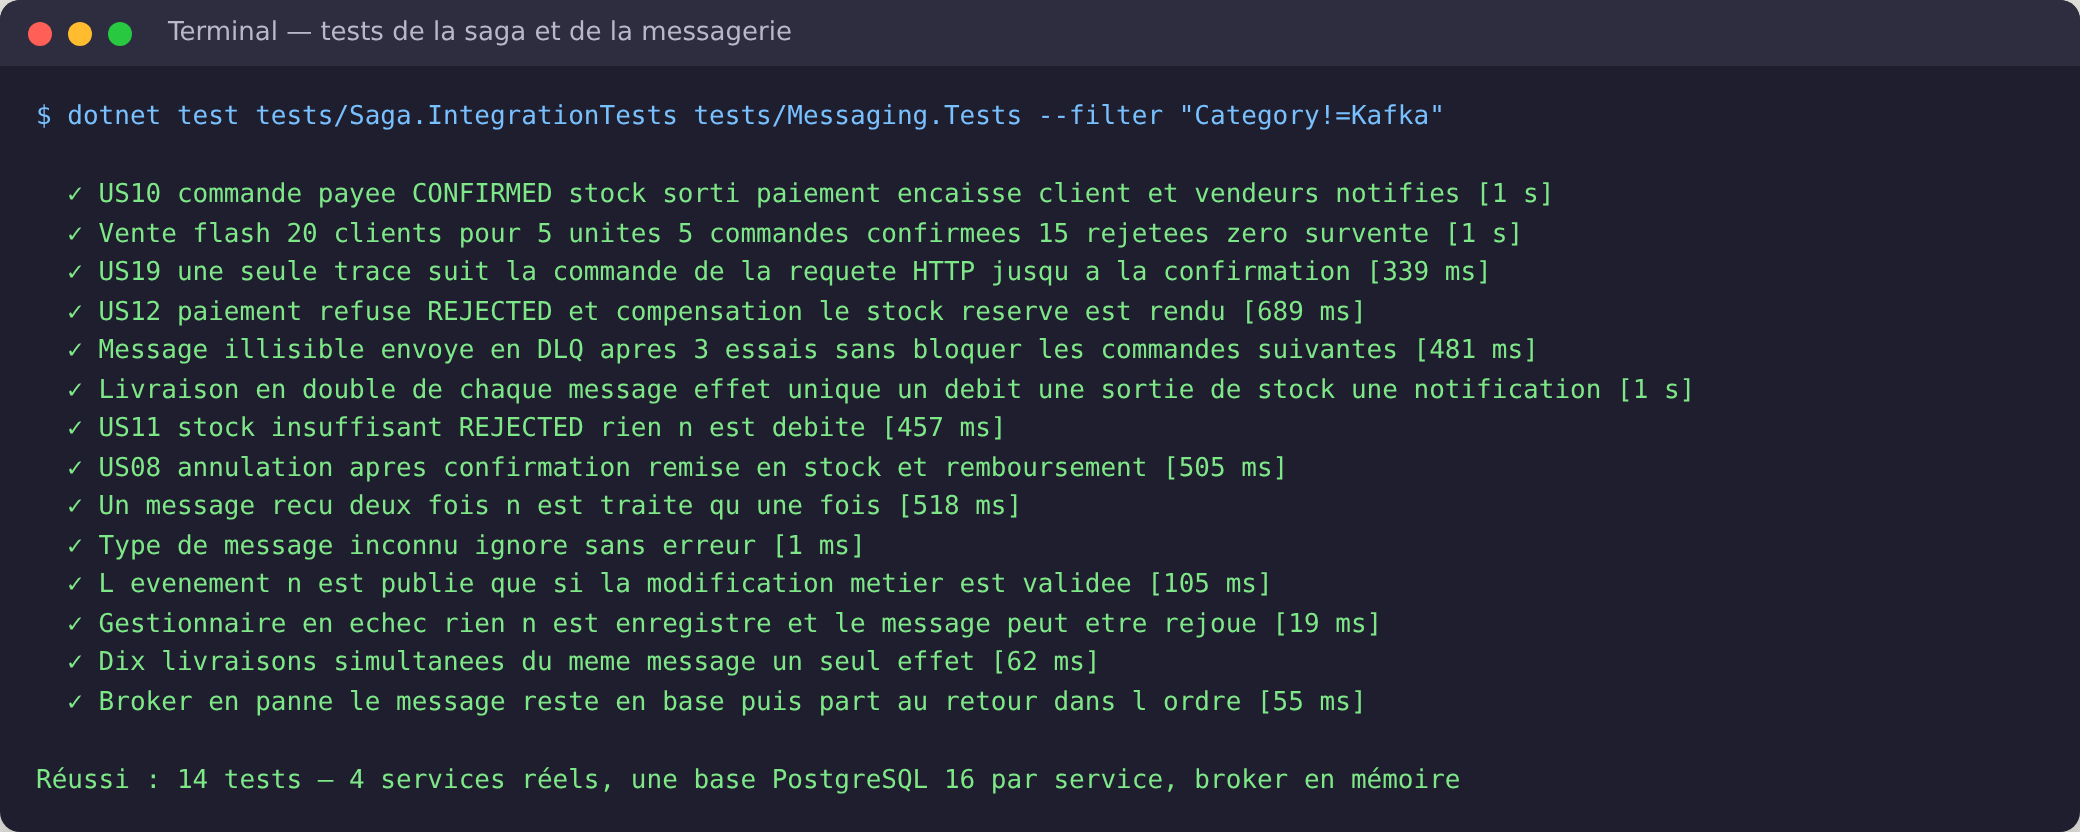 Terminal — tests de la saga et de la messagerie
$ dotnet test tests/Saga.IntegrationTests tests/Messaging.Tests --filter "Category!=Kafka"
✓ US10 commande payee CONFIRMED stock sorti paiement encaisse client et vendeurs notifies [1 s]
✓ Vente flash 20 clients pour 5 unites 5 commandes confirmees 15 rejetees zero survente [1 s]
✓ US19 une seule trace suit la commande de la requete HTTP jusqu a la confirmation [339 ms]
✓ US12 paiement refuse REJECTED et compensation le stock reserve est rendu [689 ms]
✓ Message illisible envoye en DLQ apres 3 essais sans bloquer les commandes suivantes [481 ms]
✓ Livraison en double de chaque message effet unique un debit une sortie de stock une notification [1 s]
✓ US11 stock insuffisant REJECTED rien n est debite [457 ms]
✓ US08 annulation apres confirmation remise en stock et remboursement [505 ms]
✓ Un message recu deux fois n est traite qu une fois [518 ms]
✓ Type de message inconnu ignore sans erreur [1 ms]
✓ L evenement n est publie que si la modification metier est validee [105 ms]
✓ Gestionnaire en echec rien n est enregistre et le message peut etre rejoue [19 ms]
✓ Dix livraisons simultanees du meme message un seul effet [62 ms]
✓ Broker en panne le message reste en base puis part au retour dans l ordre [55 ms]
Réussi : 14 tests — 4 services réels, une base PostgreSQL 16 par service, broker en mémoire